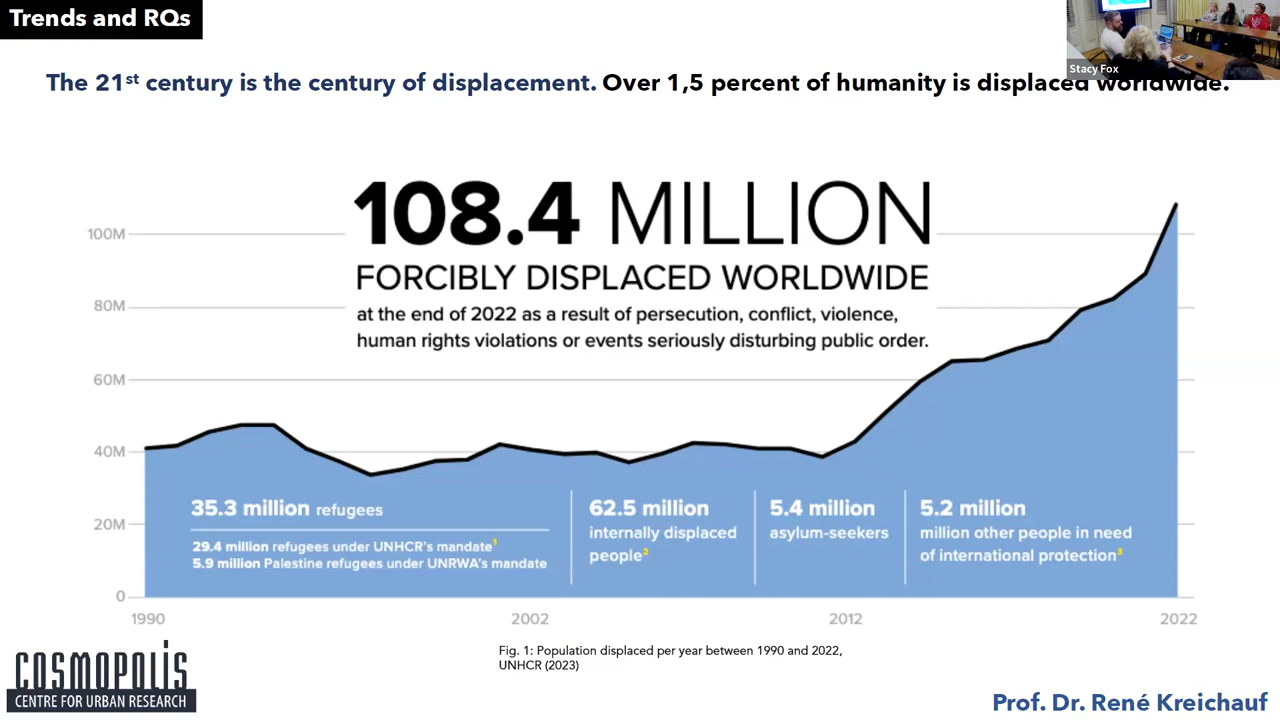 Trends and RQs
Stacy Fox
The 21st century is the century of displacement. Over 1,5 percent of humanity is displaced worldwide.
108.4 MILLION
FORCIBLY DISPLACED WORLDWIDE
at the end of 2022 as a result of persecution, conflict, violence,
human rights violations or events seriously disturbing public order.
100M
80M
60M
40M
20M
0
35.3 million refugees
29.4 million refugees under UNHCR's mandate¹
5.9 million Palestine refugees under UNRWA's mandate
62.5 million
internally displaced
people²
5.4 million
asylum-seekers
5.2 million
million other people in need
of international protection³
1990
2002
2012
2022
Fig. 1: Population displaced per year between 1990 and 2022,
UNHCR (2023)
COSMOPOLIS
CENTRE FOR URBAN RESEARCH
Prof. Dr. René Kreichauf